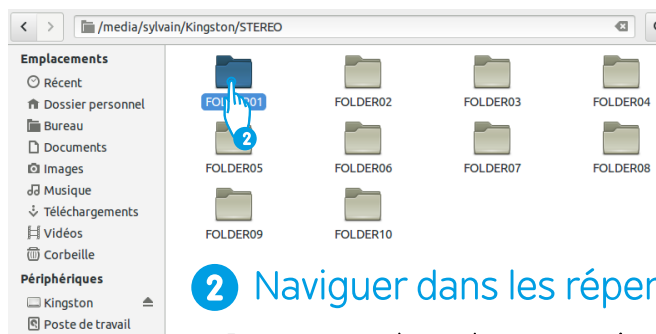 /media/sylvain/Kingston/STEREO
Emplacements
Récent
Dossier personnel
Bureau
Documents
Images
Musique
Téléchargements
Vidéos
Corbeille
Périphériques
Kingston
Poste de travail
FOLDER02
FOLDER03
FOLDER04
2
FOLDER05
FOLDER06
FOLDER07
FOLDER08
FOLDER09
FOLDER10
2 Naviguer dans les réper